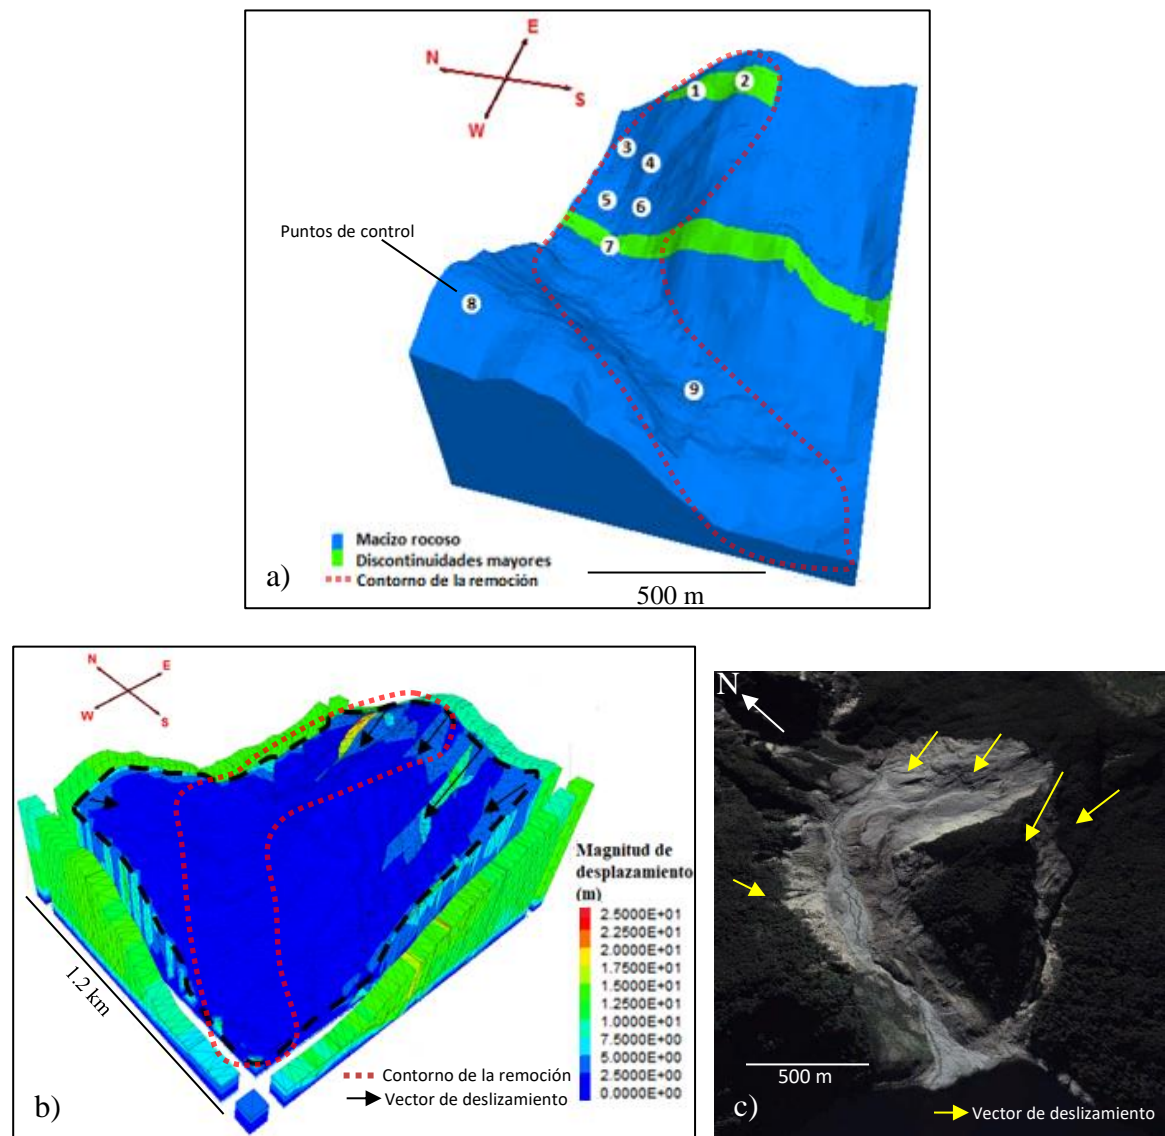 E
N
S
W
1
2
3
4
5
6
7
8
9
Puntos de control
Macizo rocoso
Discontinuidades mayores
Contorno de la remoción
a)
500 m
N
E
W
S
1.2 km
Magnitud de
desplazamiento
(m)
2.5000E+01
2.2500E+01
2.0000E+01
1.7500E+01
1.5000E+01
1.2500E+01
1.0000E+01
7.5000E+00
5.0000E+00
2.5000E+00
0.0000E+00
Contorno de la remoción
Vector de deslizamiento
b)
N
500 m
c)
Vector de deslizamiento